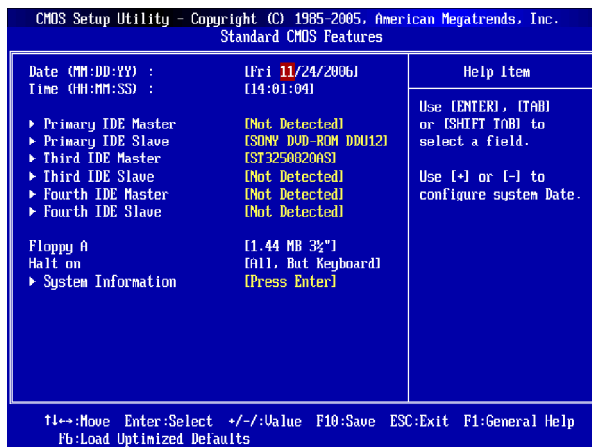 CMOS Setup Utility - Copyright (C) 1985-2005, American Megatrends, Inc.
Standard CMOS Features
Date (MM:DD:YY) : [Fri 11/24/2006]
Time (HH:MM:SS) : [14:01:04]
▸ Primary IDE Master [Not Detected]
▸ Primary IDE Slave [SONY DVD-ROM DDU12]
▸ Third IDE Master [ST3250820AS]
▸ Third IDE Slave [Not Detected]
▸ Fourth IDE Master [Not Detected]
▸ Fourth IDE Slave [Not Detected]
Floppy A [1.44 MB 3½"]
Halt on [All, But Keyboard]
▸ System Information [Press Enter]
Help Item
Use [ENTER], [TAB]
or [SHIFT TAB] to
select a field.
Use [+] or [-] to
configure system Date.
↑↓←→:Move Enter:Select +/-/:Value F10:Save ESC:Exit F1:General Help
F6:Load Optimized Defaults